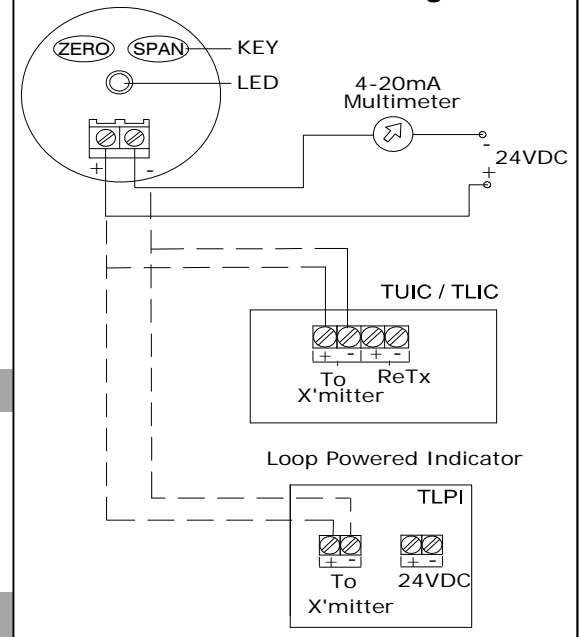 ZERO SPAN KEY
LED
4-20mA
Multimeter
-
24VDC
+
+ -
TUIC / TLIC
+ - + -
To ReTx
X'mitter
Loop Powered Indicator
TLPI
+ - + -
To 24VDC
X'mitter